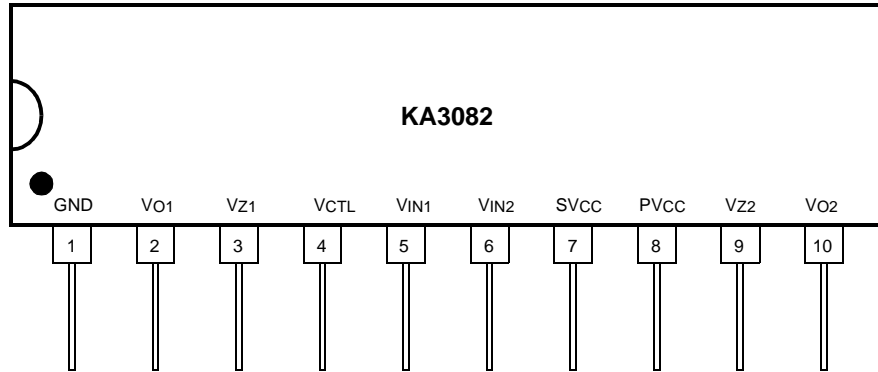 KA3082
GND VO1 VZ1 VCTL VIN1 VIN2 SVCC PVCC VZ2 VO2
1 2 3 4 5 6 7 8 9 10